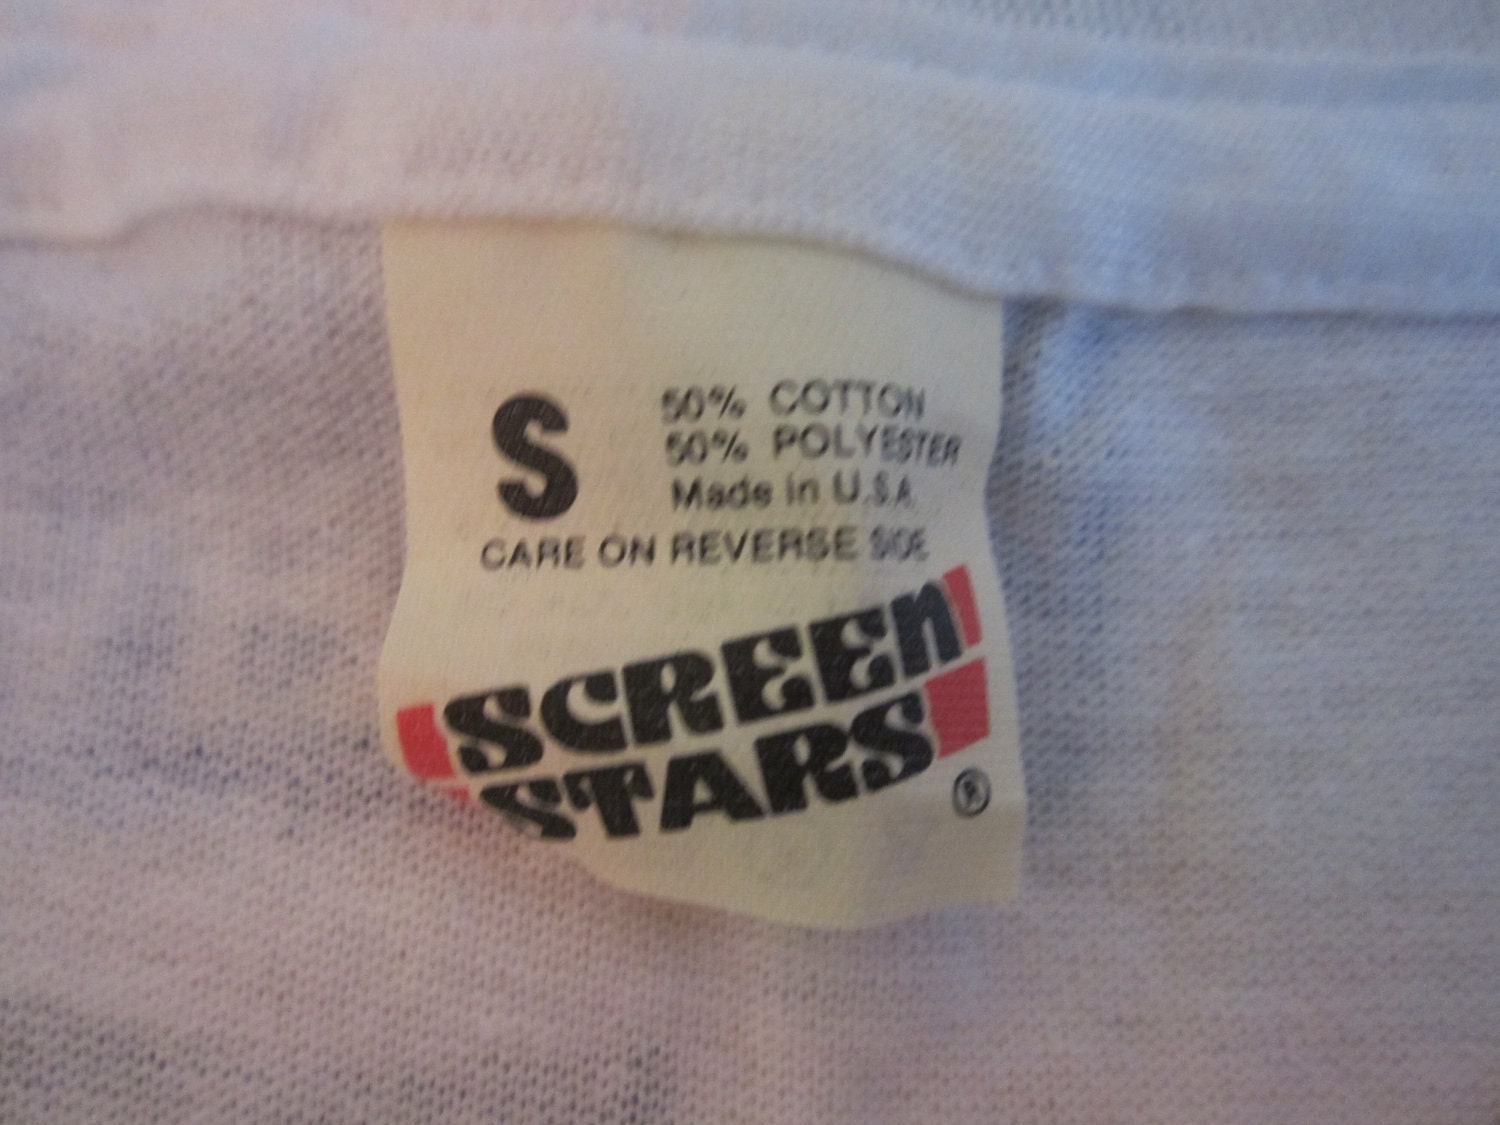 S
50% COTTON
50% POLYESTER
Made in U.S.A.
CARE ON REVERSE SIDE
SCREEn
STARS
®